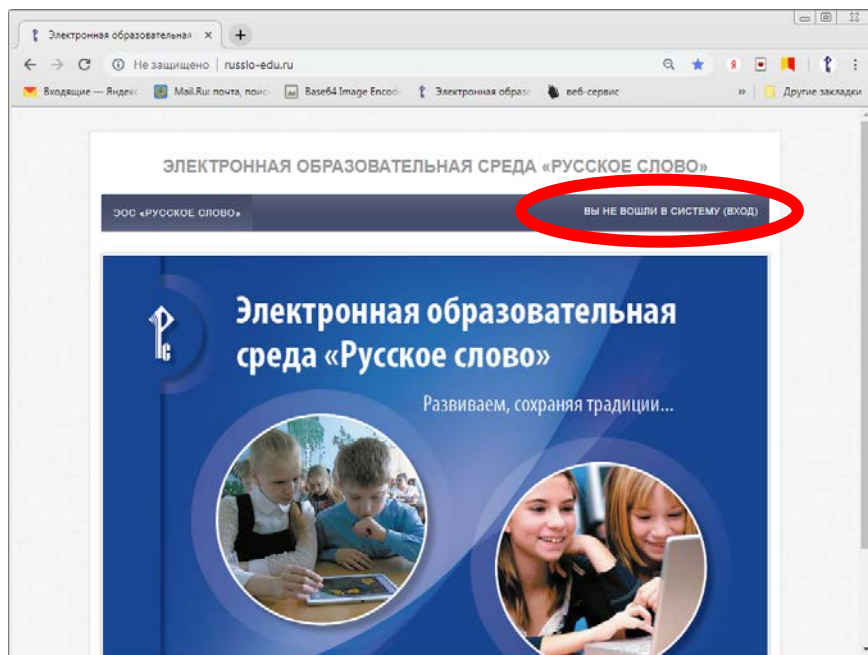 Электронная образовательная
Не защищено | russlo-edu.ru
Входящие — Яндекс
Mail.Ru: почта, поис
Base64 Image Encod
Электронная образо
веб-сервис
»
Другие закладки
ЭЛЕКТРОННАЯ ОБРАЗОВАТЕЛЬНАЯ СРЕДА «РУССКОЕ СЛОВО»
ЭОС «РУССКОЕ СЛОВО»
ВЫ НЕ ВОШЛИ В СИСТЕМУ (ВХОД)
Электронная образовательная
среда «Русское слово»
Развиваем, сохраняя традиции...